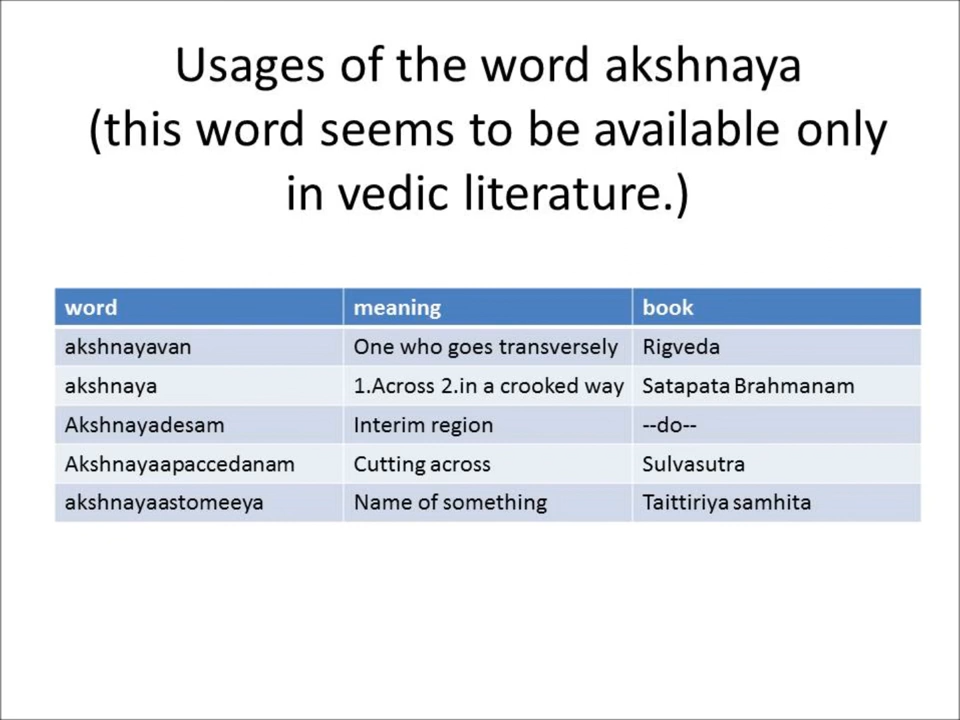 Usages of the word akshnaya
(this word seems to be available only
in vedic literature.)
word meaning book
akshnayavan One who goes transversely Rigveda
akshnaya 1.Across 2.in a crooked way Satapata Brahmanam
Akshnayadesam Interim region --do--
Akshnayaapaccedanam Cutting across Sulvasutra
akshnayaastomeeya Name of something Taittiriya samhita